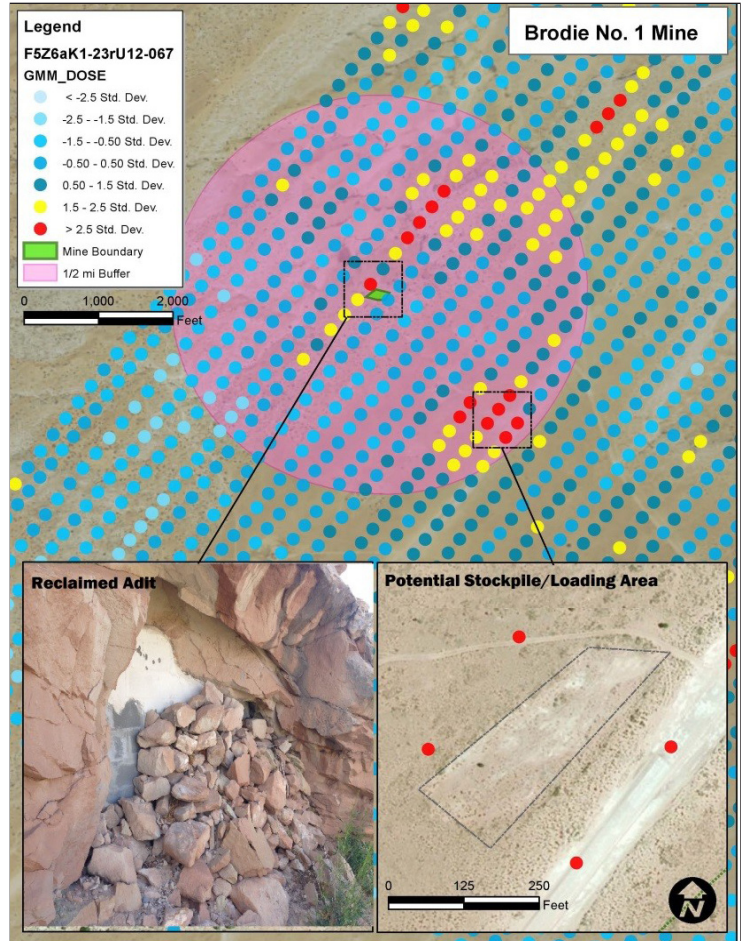 Legend
F5Z6aK1-23rU12-067
GMM_DOSE
< -2.5 Std. Dev.
-2.5 - -1.5 Std. Dev.
-1.5 - -0.50 Std. Dev.
-0.50 - 0.50 Std. Dev.
0.50 - 1.5 Std. Dev.
1.5 - 2.5 Std. Dev.
> 2.5 Std. Dev.
Mine Boundary
1/2 mi Buffer
0 1,000 2,000
Feet
Brodie No. 1 Mine
Reclaimed Adit
Potential Stockpile/Loading Area
0 125 250
Feet
N